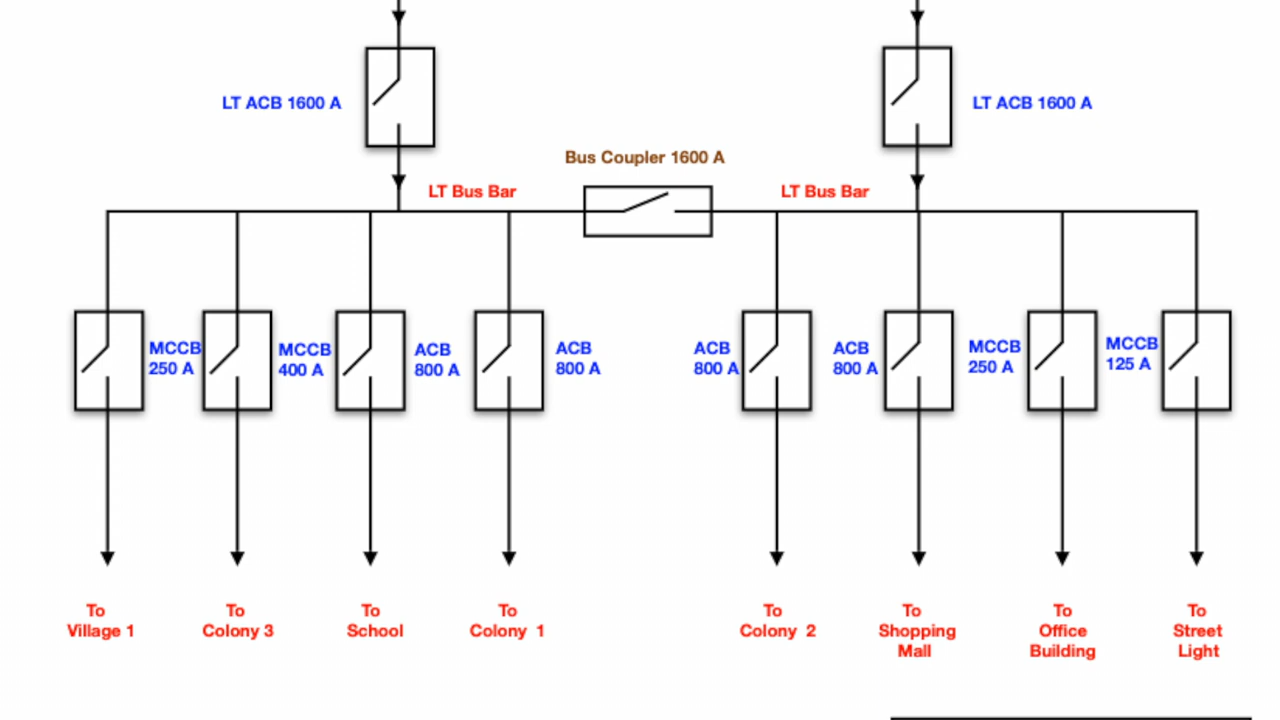 LT ACB 1600 A
LT ACB 1600 A
Bus Coupler 1600 A
LT Bus Bar
LT Bus Bar
MCCB
250 A
MCCB
400 A
ACB
800 A
ACB
800 A
ACB
800 A
ACB
800 A
MCCB
250 A
MCCB
125 A
To
Village 1
To
Colony 3
To
School
To
Colony 1
To
Colony 2
To
Shopping
Mall
To
Office
Building
To
Street
Light